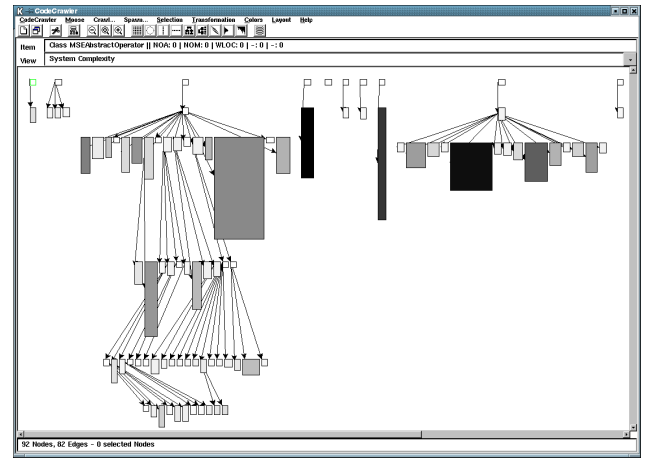 CodeCrawler
CodeCrawler Moose Crawl... Spawn... Selection Transformation Colors Layout Help
Item Class MSEAbstractOperator || NOA: 0 | NOM: 0 | WLOC: 0 | -: 0 | -: 0
View System Complexity
92 Nodes, 82 Edges - 0 selected Nodes